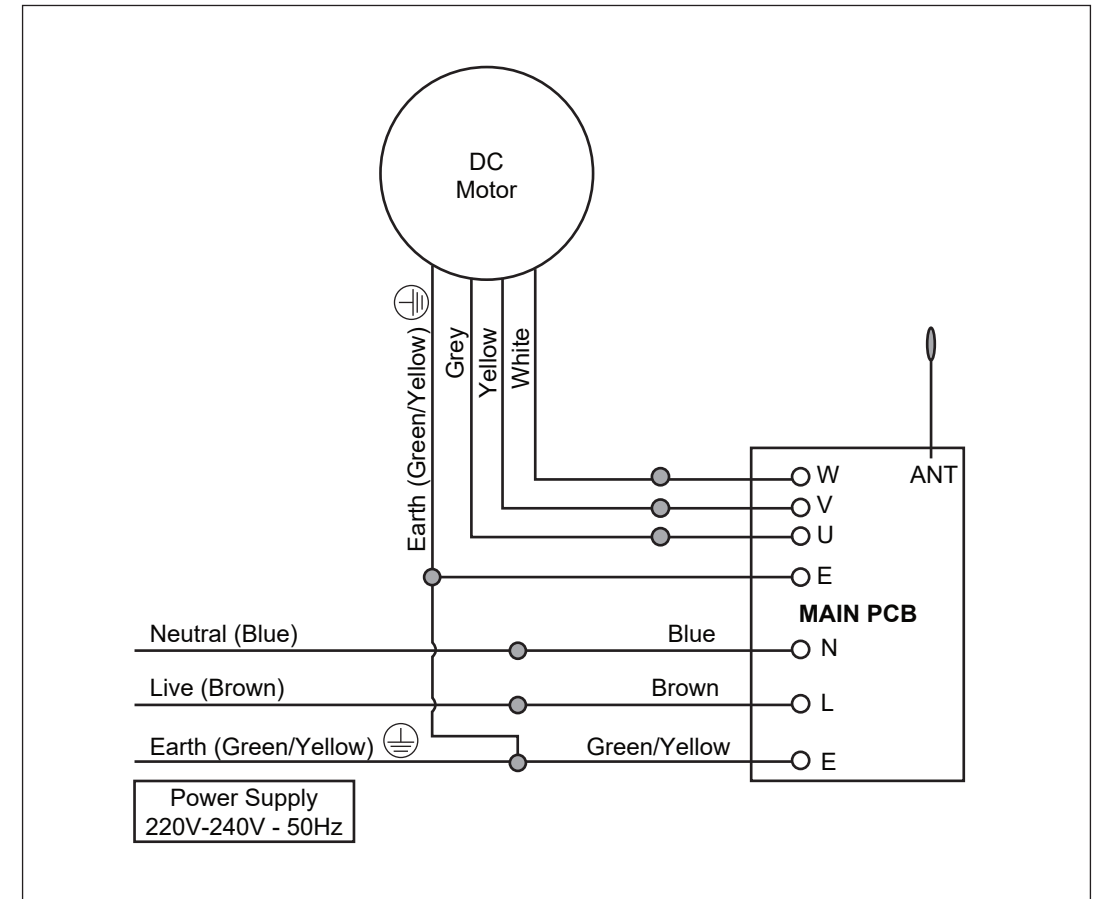 DC
Motor
Earth (Green/Yellow)
Grey
Yellow
White
W
ANT
V
U
E
MAIN PCB
Neutral (Blue)
Blue
N
Live (Brown)
Brown
L
Earth (Green/Yellow)
Green/Yellow
E
Power Supply
220V-240V - 50Hz